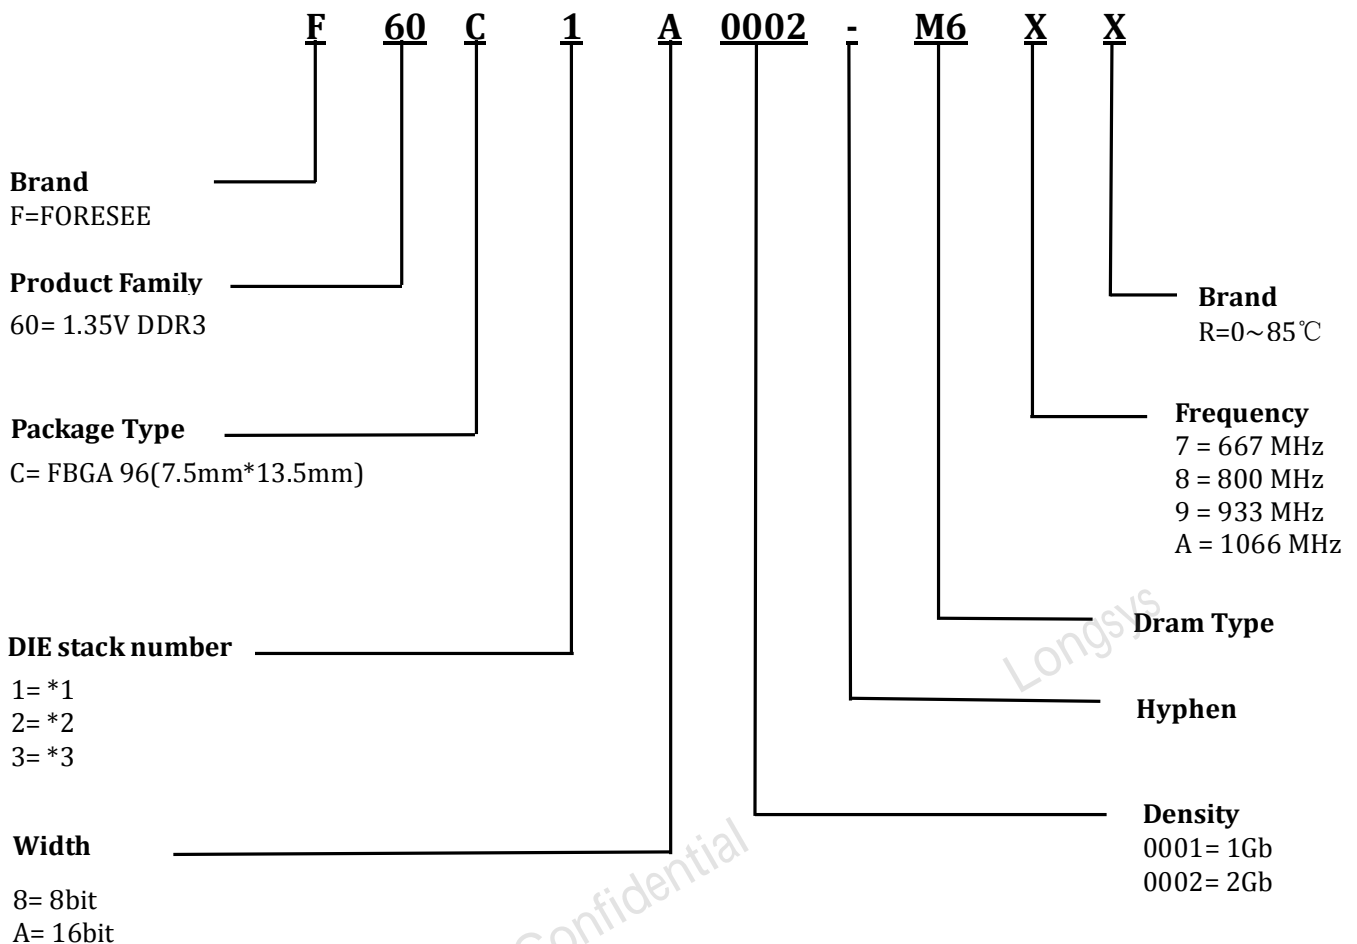 F 60 C 1 A 0002 - M6 X X
Brand
F=FORESEE
Product Family
60= 1.35V DDR3
Package Type
C= FBGA 96(7.5mm*13.5mm)
DIE stack number
1= *1
2= *2
3= *3
Width
8= 8bit
A= 16bit
Brand
R=0~85℃
Frequency
7 = 667 MHz
8 = 800 MHz
9 = 933 MHz
A = 1066 MHz
Dram Type
Hyphen
Density
0001= 1Gb
0002= 2Gb
Longsys
Confidential